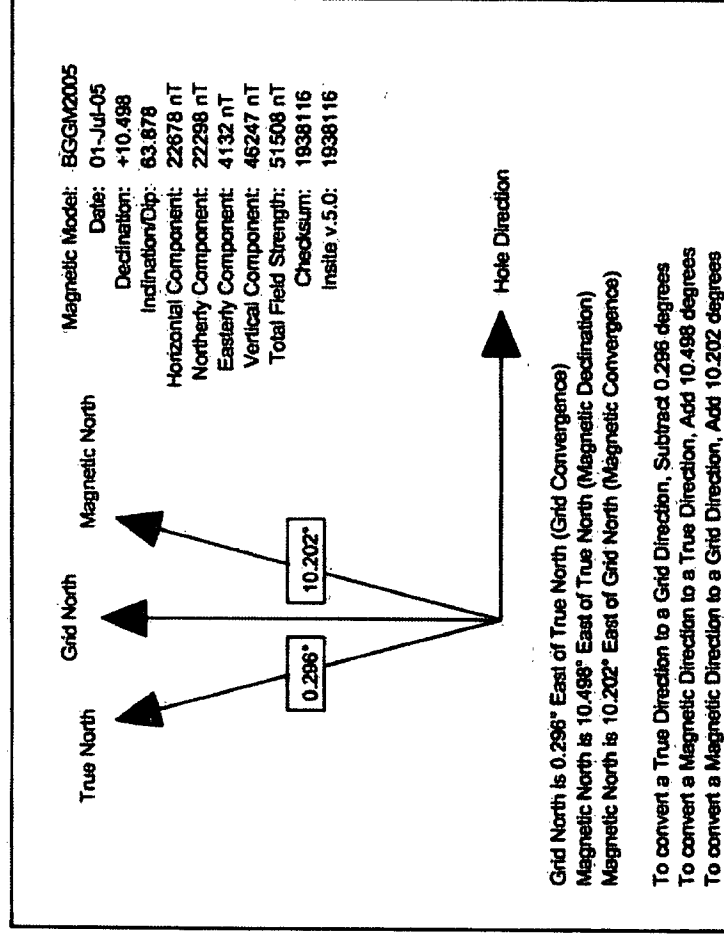 True North
Grid North
Magnetic North
Magnetic Model: BGGM2005
Date: 01-Jul-05
Declination: +10.498
Inclination/Dip: 63.878
Horizontal Component: 22678 nT
Northerly Component: 22298 nT
Easterly Component: 4132 nT
Vertical Component: 46247 nT
Total Field Strength: 51508 nT
Checksum: 1938116
Insite v.5.0: 1938116
0.296°
10.202°
Hole Direction
Grid North is 0.296° East of True North (Grid Convergence)
Magnetic North is 10.498° East of True North (Magnetic Declination)
Magnetic North is 10.202° East of Grid North (Magnetic Convergence)
To convert a True Direction to a Grid Direction, Subtract 0.296 degrees
To convert a Magnetic Direction to a True Direction, Add 10.498 degrees
To convert a Magnetic Direction to a Grid Direction, Add 10.202 degrees